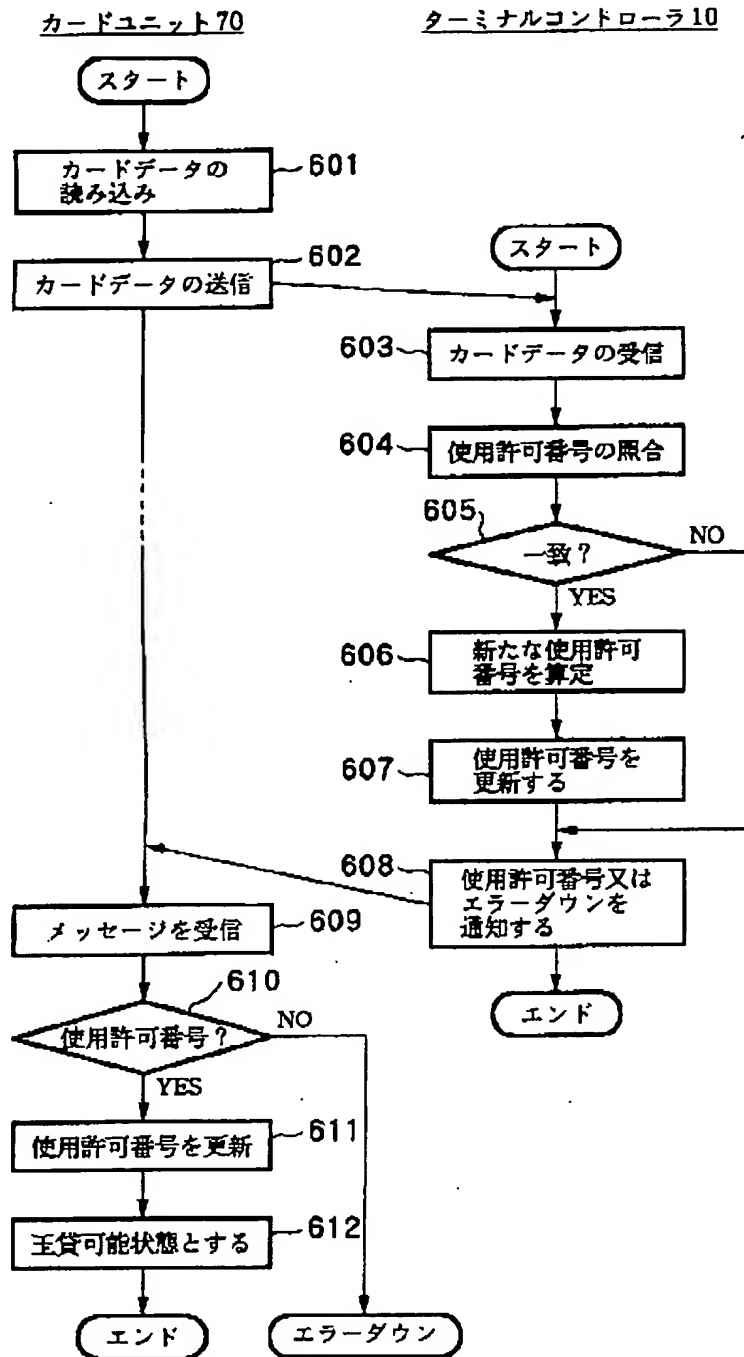 カードユニット70
ターミナルコントローラ10
スタート
カードデータの
読み込み
601
カードデータの送信
602
スタート
603
カードデータの受信
604
使用許可番号の照合
605
一致?
NO
YES
606
新たな使用許可
番号を算定
607
使用許可番号を
更新する
608
使用許可番号又は
エラーダウンを
通知する
エンド
メッセージを受信
609
610
使用許可番号?
NO
YES
使用許可番号を更新
611
玉貸可能状態とする
612
エンド
エラーダウン